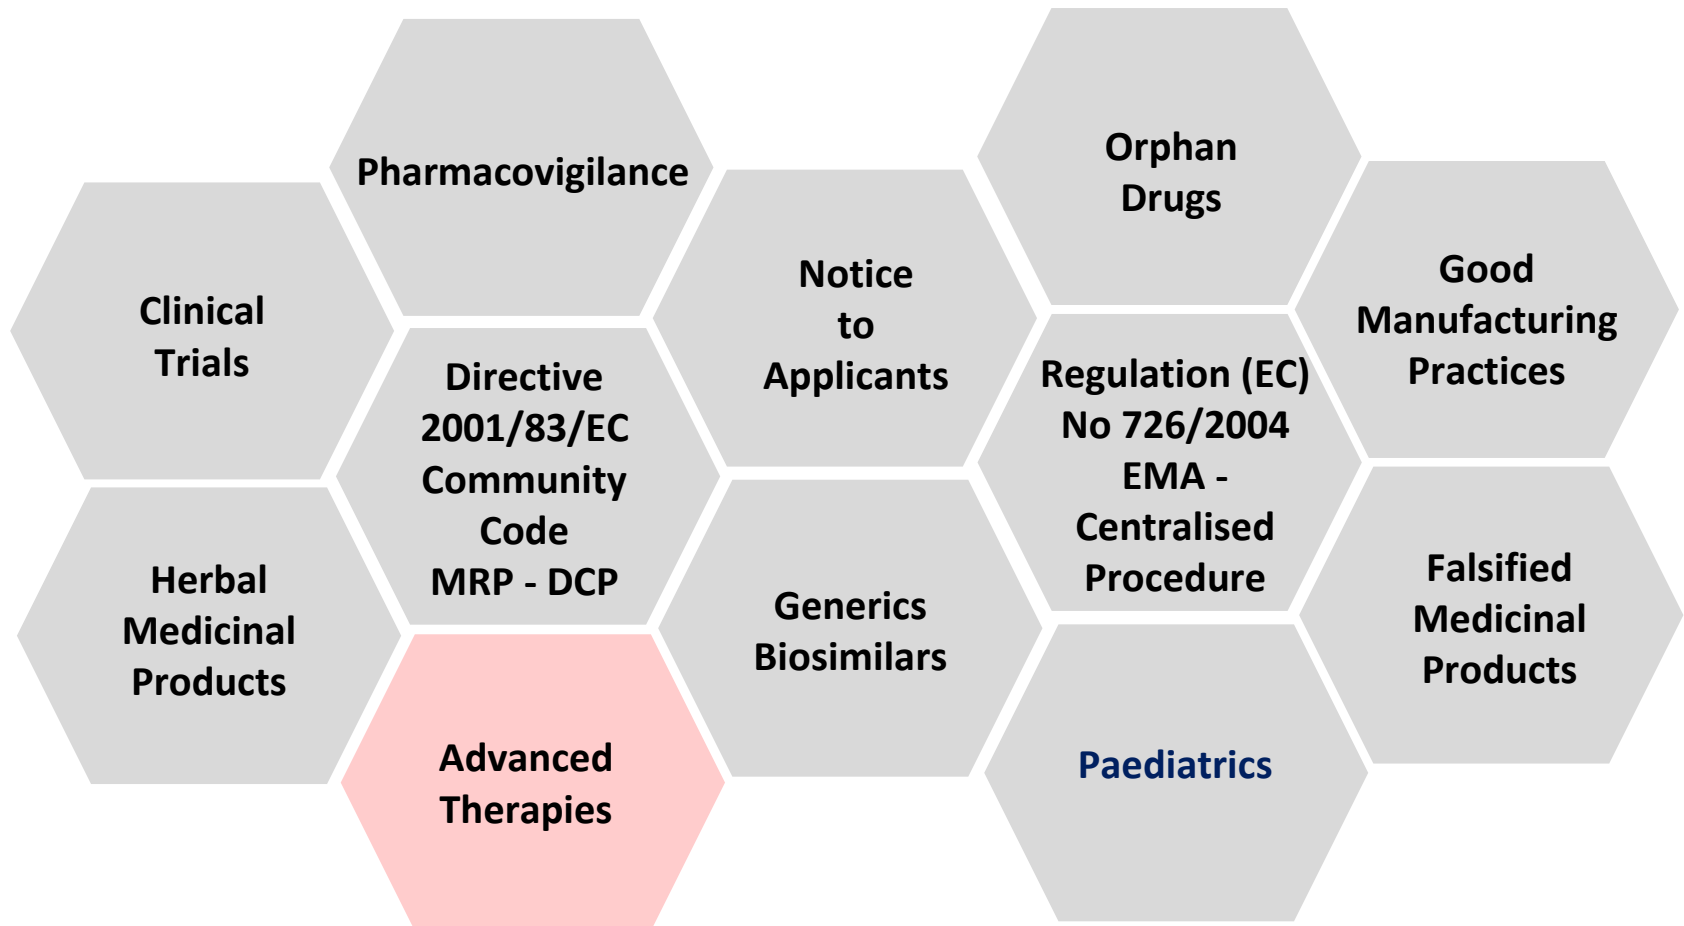 Pharmacovigilance
Orphan
Drugs
Clinical
Trials
Notice
to
Applicants
Good
Manufacturing
Practices
Directive
2001/83/EC
Community
Code
MRP - DCP
Regulation (EC)
No 726/2004
EMA -
Centralised
Procedure
Herbal
Medicinal
Products
Generics
Biosimilars
Falsified
Medicinal
Products
Advanced
Therapies
Paediatrics